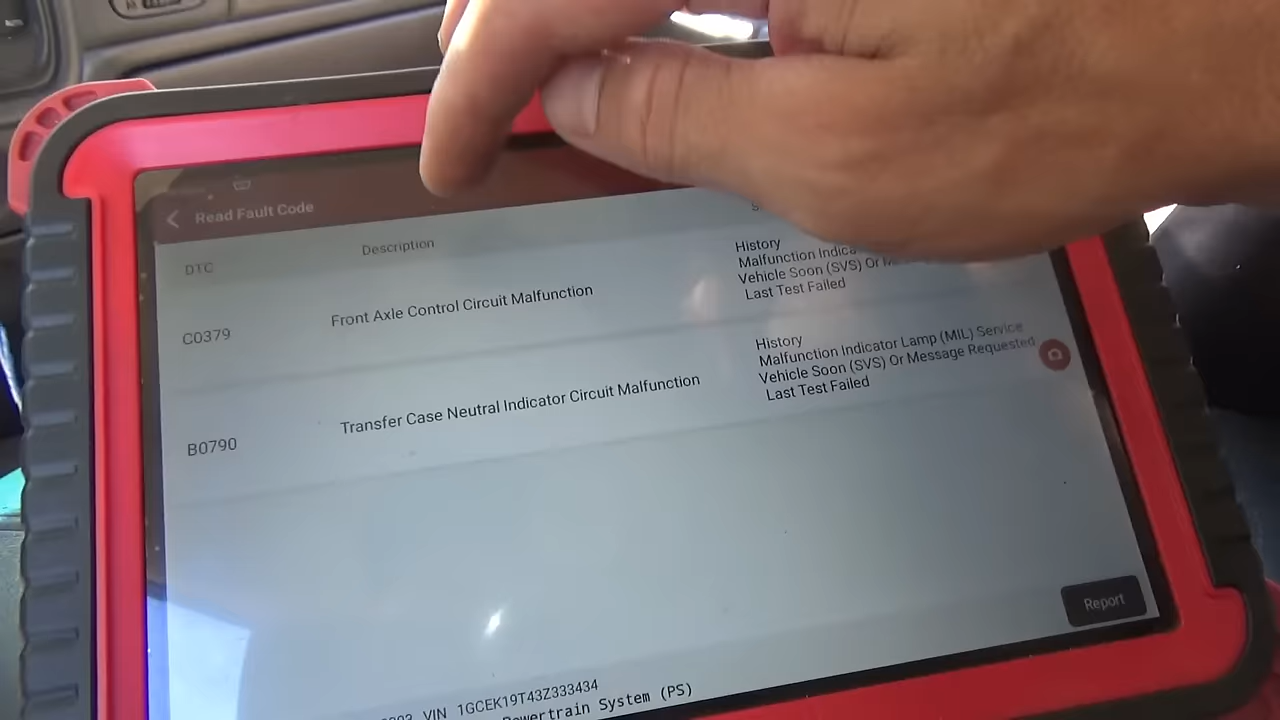 Read Fault Code
DTC
Description
C0379
Front Axle Control Circuit Malfunction
History
Malfunction
Vehicle Soon (SVS) Or
Last Test Failed
B0790
Transfer Case Neutral Indicator Circuit Malfunction
History
Malfunction Indicator Lamp (MIL) Service
Vehicle Soon (SVS) Or Message Requested
Last Test Failed
Report
VIN 1GCEK19T43Z333434
Powertrain System (PS)